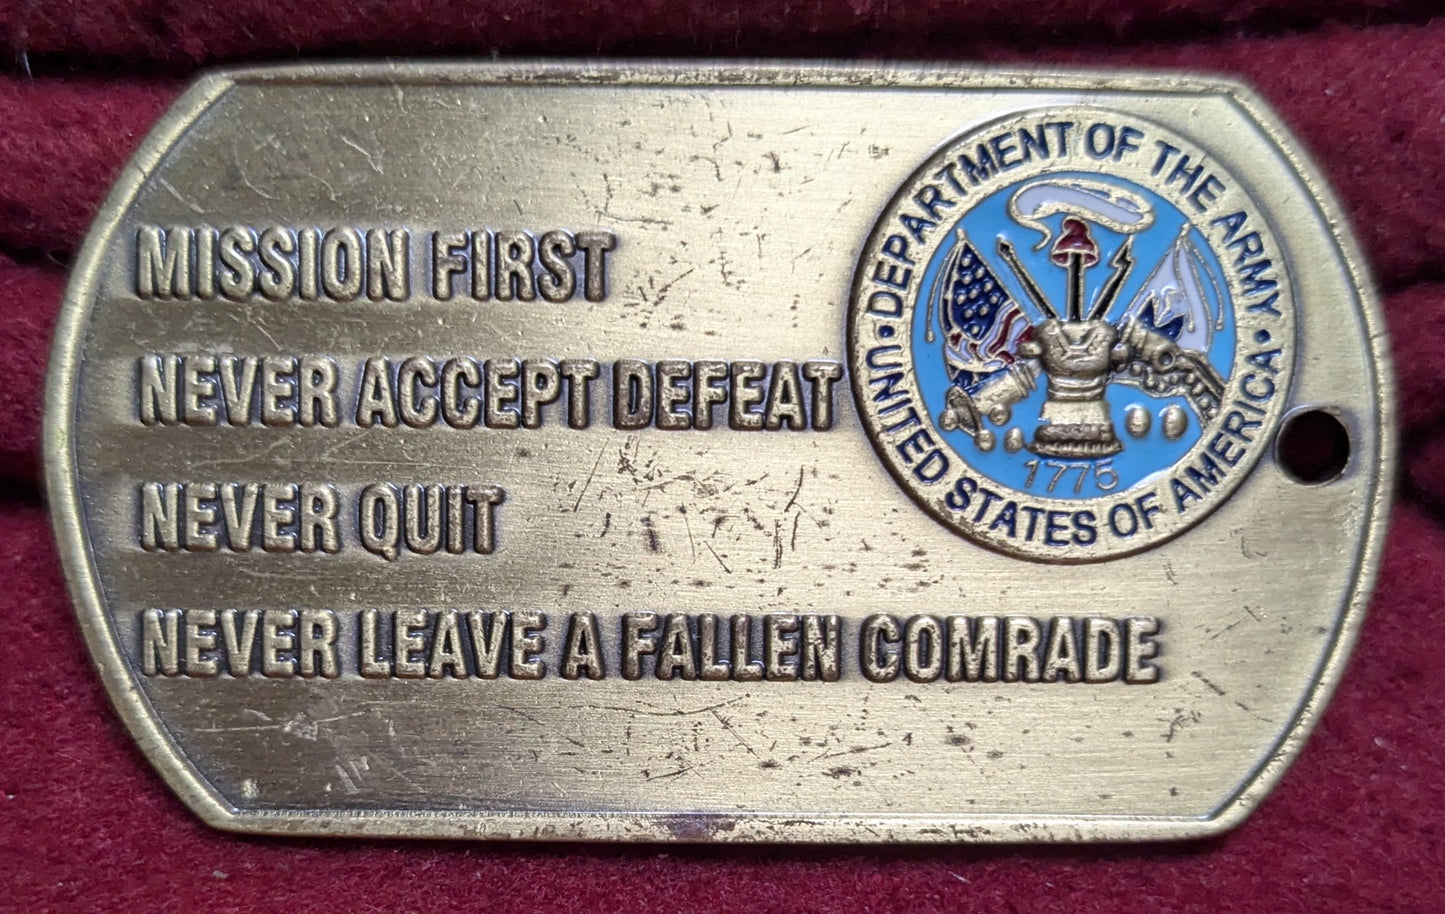 MISSION FIRST
NEVER ACCEPT DEFEAT
NEVER QUIT
NEVER LEAVE A FALLEN COMRADE
DEPARTMENT OF THE ARMY
• UNITED STATES OF AMERICA •
1775